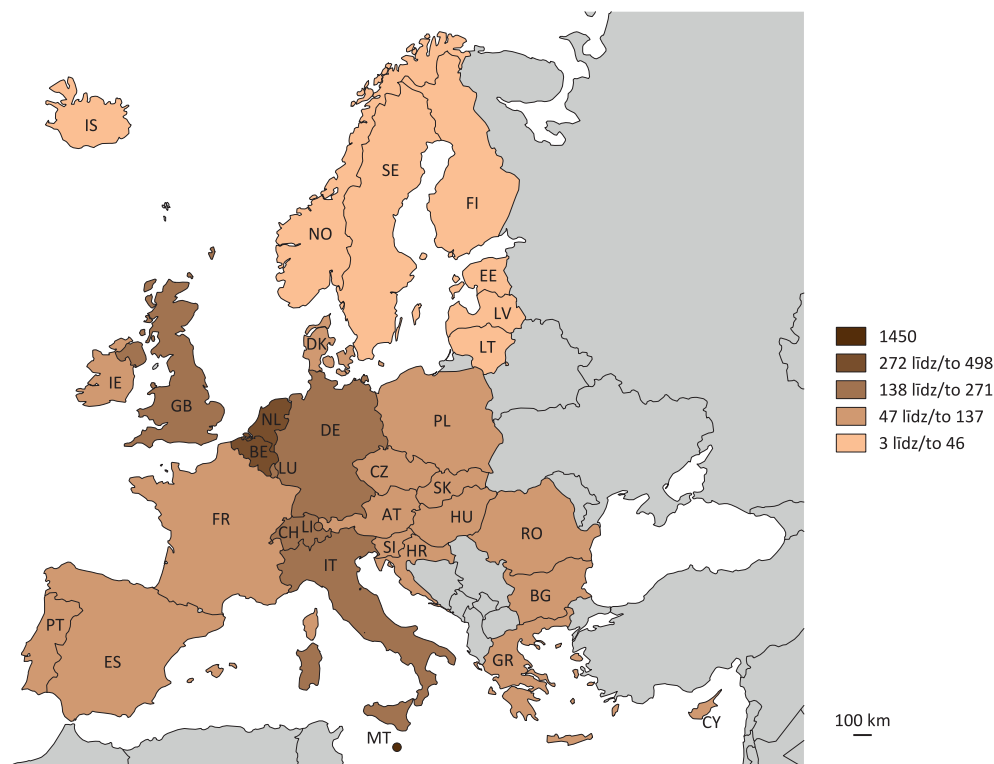 IS
SE
FI
NO
EE
LV
LT
DK
IE
GB
NL
DE
PL
BE
LU
CZ
SK
FR
AT
HU
RO
CH
LI
SI
HR
IT
BG
PT
ES
GR
CY
MT
1450
272 līdz/to 498
138 līdz/to 271
47 līdz/to 137
3 līdz/to 46
100 km